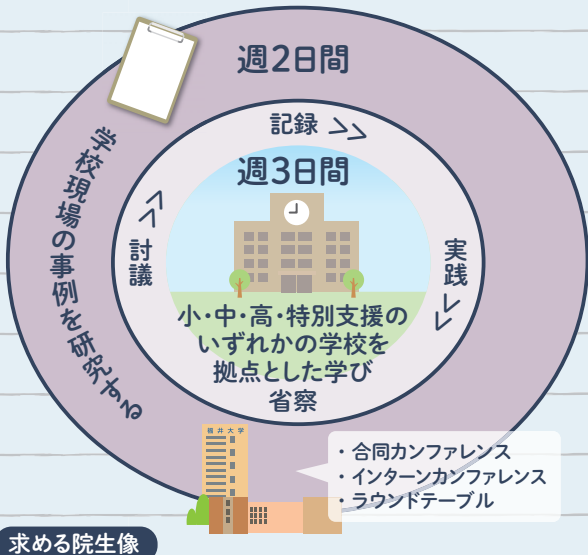 週2日間
学校現場の事例を研究する
記録
週3日間
討議
実践
小・中・高・特別支援の
いずれかの学校を
拠点とした学び
省察
福井大学
・合同カンファレンス
・インターンカンファレンス
・ラウンドテーブル
求める院生像